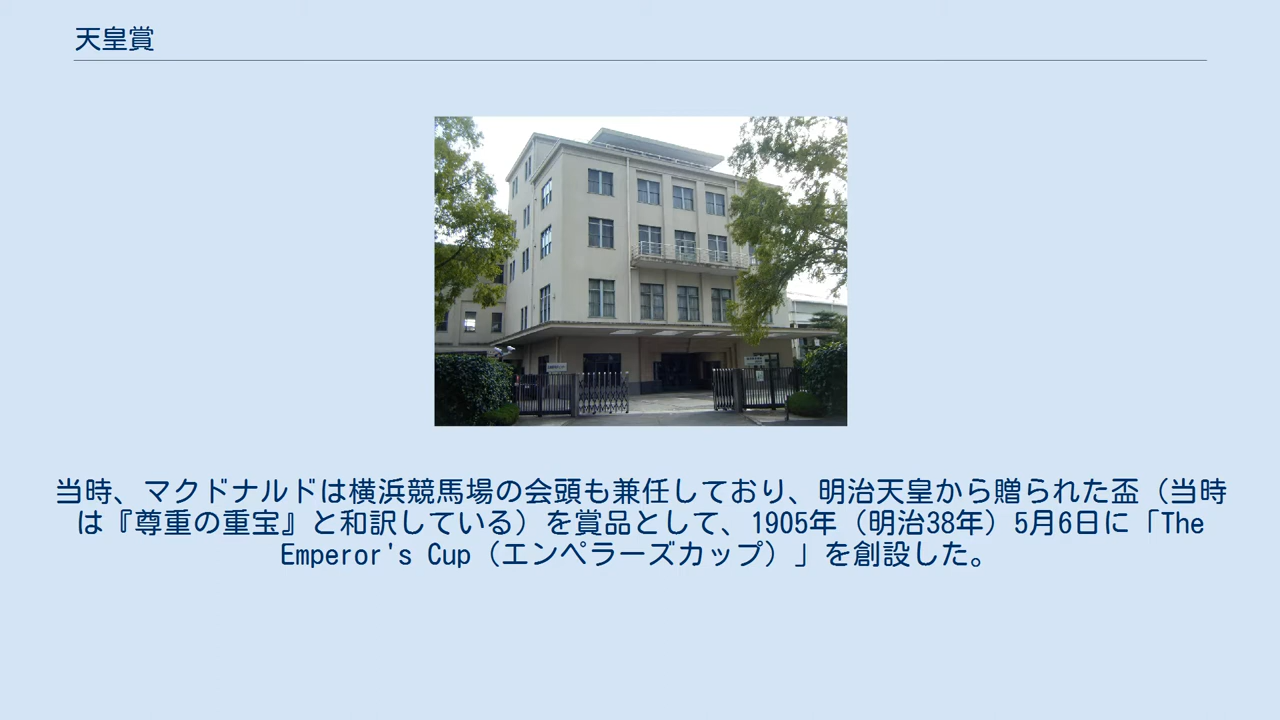 天皇賞
当時、マクドナルドは横浜競馬場の会頭も兼任しており、明治天皇から贈られた盃（当時
は『尊重の重宝』と和訳している）を賞品として、1905年（明治38年）5月6日に「The
Emperor's Cup（エンペラーズカップ）」を創設した。